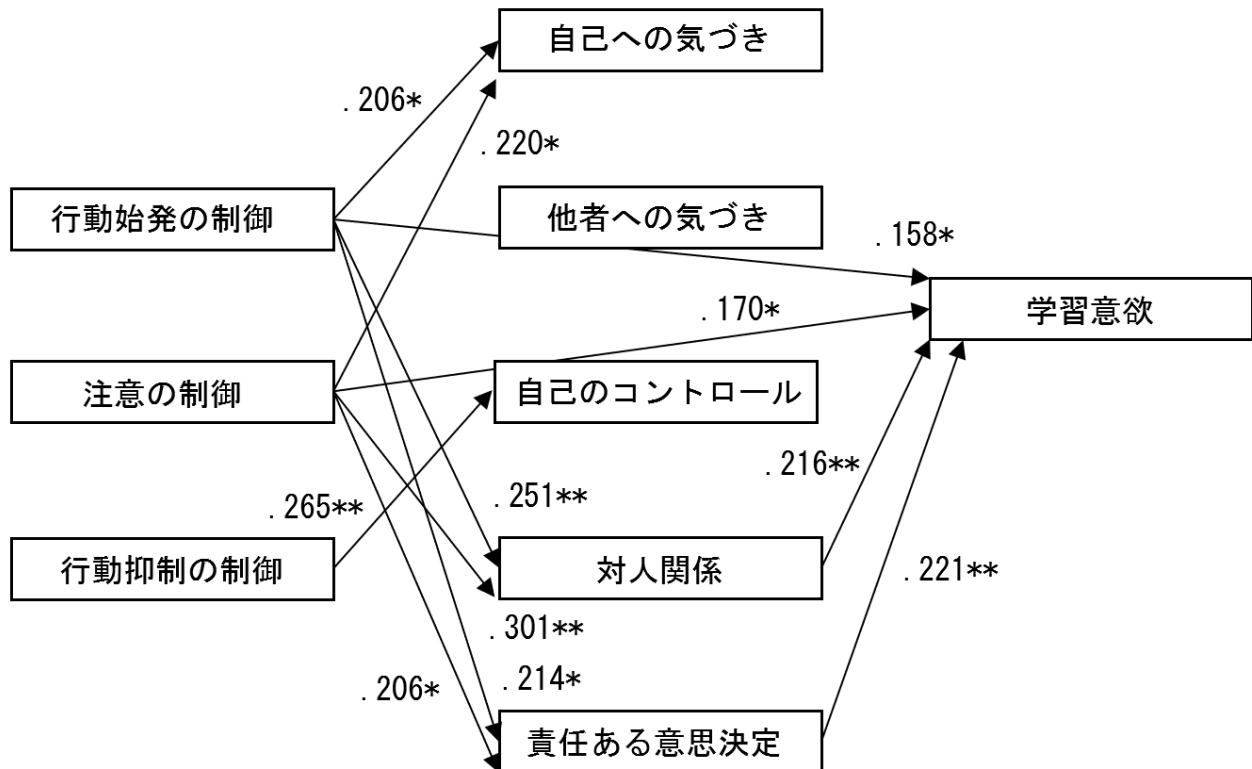 自己への気づき
.206*
.220*
行動始発の制御
他者への気づき
.158*
学習意欲
.170*
注意の制御
自己のコントロール
.216**
.265**
.251**
行動抑制の制御
対人関係
.221**
.301**
.206*
.214*
責任ある意思決定